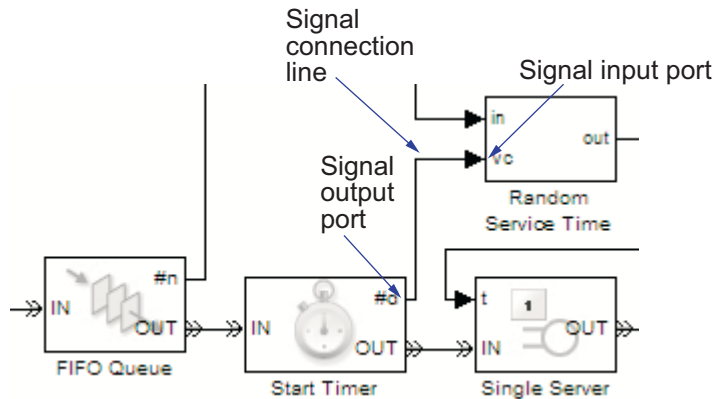 Signal
connection
line
Signal input port
in
out
vc
Signal
output
port
Random
Service Time
#n
IN
OUT
FIFO Queue
#d
IN
OUT
Start Timer
t
1
OUT
IN
Single Server